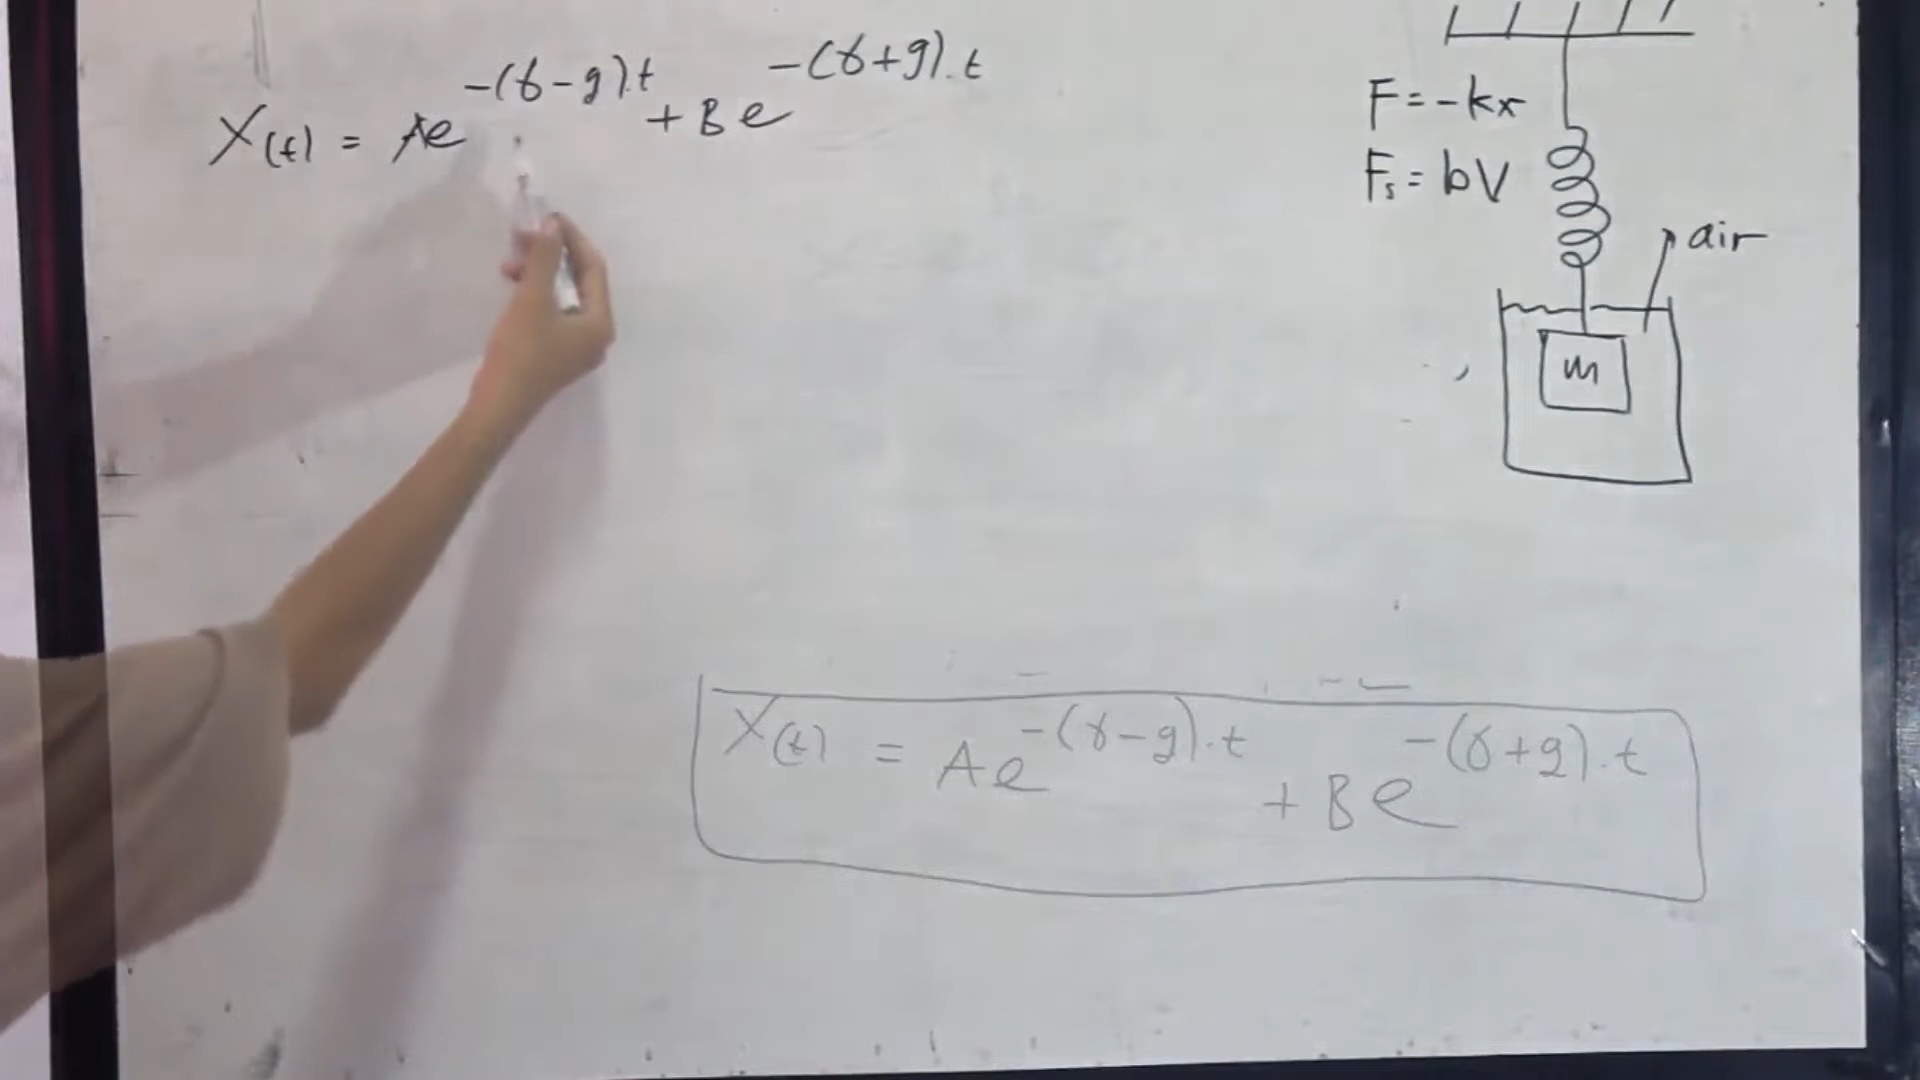 X(t) = Ae^-(γ-g).t + Be^-(γ+g).t
F = -kx
Fs = bV
air
m
X(t) = Ae^-(γ-g).t + Be^-(γ+g).t